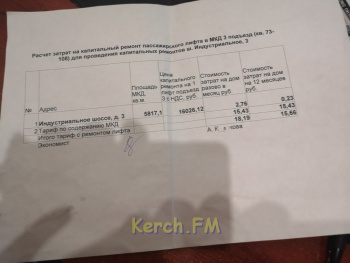 Расчет затрат на капитальный ремонт пассажирского лифта в МКД 3 подъезд (кв. 73-
108) для проведения капитальных ремонтов м. Индустриальное, 3
№ Адрес
Площадь МКД, кв.м.
Цена капитального ремонта на 1 лифт подъезд 3 с НДС, руб.
Стоимость затрат на дом разово в месяц, руб.
Стоимость затрат на дом на 12 месяцев руб.
1 Индустриальное шоссе, д. 3 5817,1 16028,12 2,76 0,23
2 Тариф по содержанию МКД 15,43 15,43
Итого тариф с ремонтом лифта 18,19 15,66
Экономист А. К
Kerch.FM